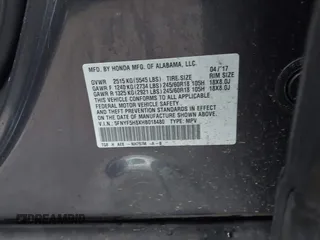 MFD. BY HONDA MFG. OF ALABAMA, LLC. 04/'17
GVWR 2515 KG (5545 LBS) TIRE SIZE RIM SIZE
GAWR F 1240 KG (2734 LBS) 245/60R18 105H 18X8.0J
GAWR R 1325 KG (2921 LBS) 245/60R18 105H 18X8.0J
THIS VEHICLE CONFORMS TO ALL APPLICABLE
FEDERAL MOTOR VEHICLE SAFETY
AND THEFT PREVENTION STANDARDS IN EFFECT
ON THE DATE OF MANUFACTURE SHOWN ABOVE.
V.I.N.: TYPE: MPV
DREAMBID